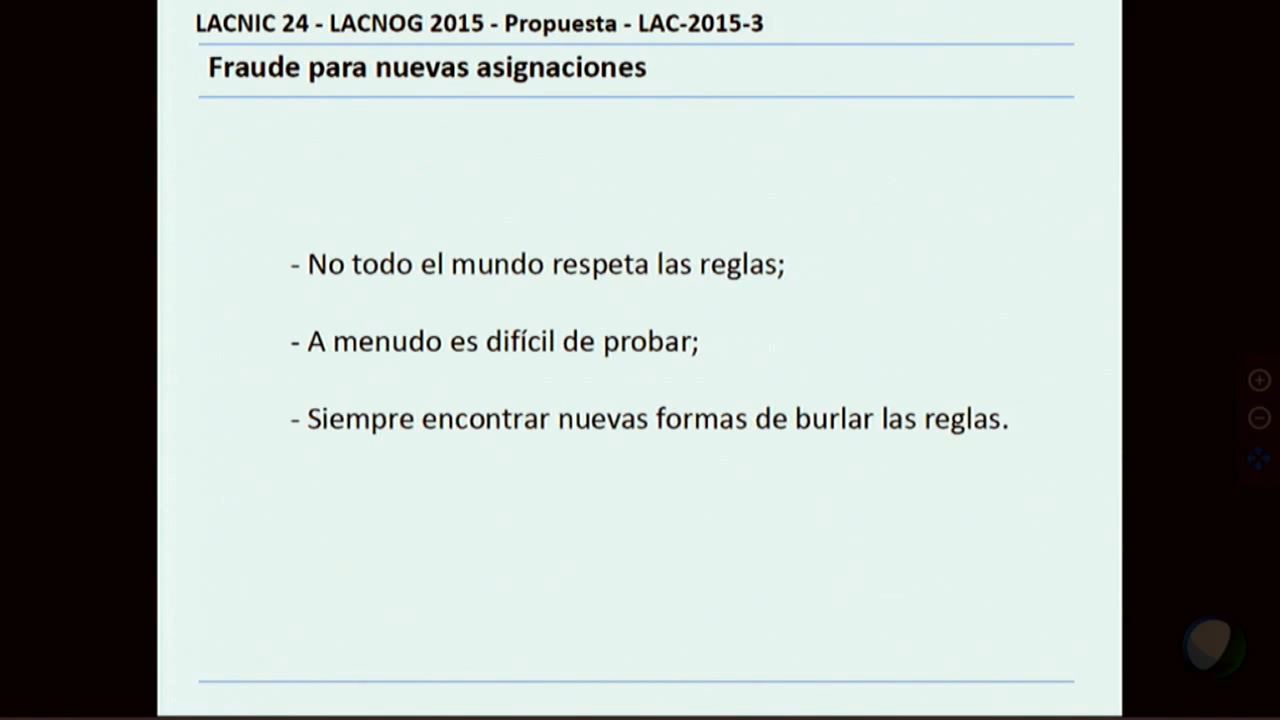 LACNIC 24 - LACNOG 2015 - Propuesta - LAC-2015-3
Fraude para nuevas asignaciones
- No todo el mundo respeta las reglas;
- A menudo es difícil de probar;
- Siempre encontrar nuevas formas de burlar las reglas.